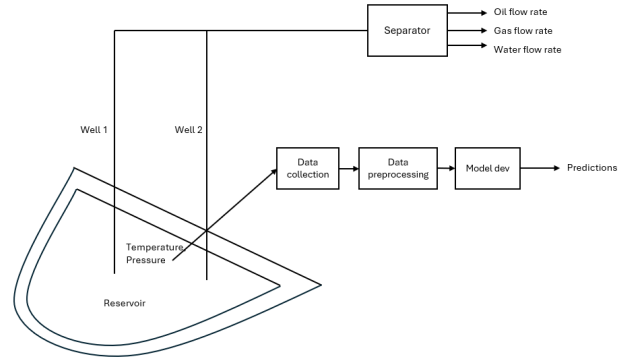 Oil flow rate
Separator
Gas flow rate
Water flow rate
Well 1
Well 2
Data
collection
Data
preprocessing
Model dev
Predictions
Temperature,
Pressure
Reservoir